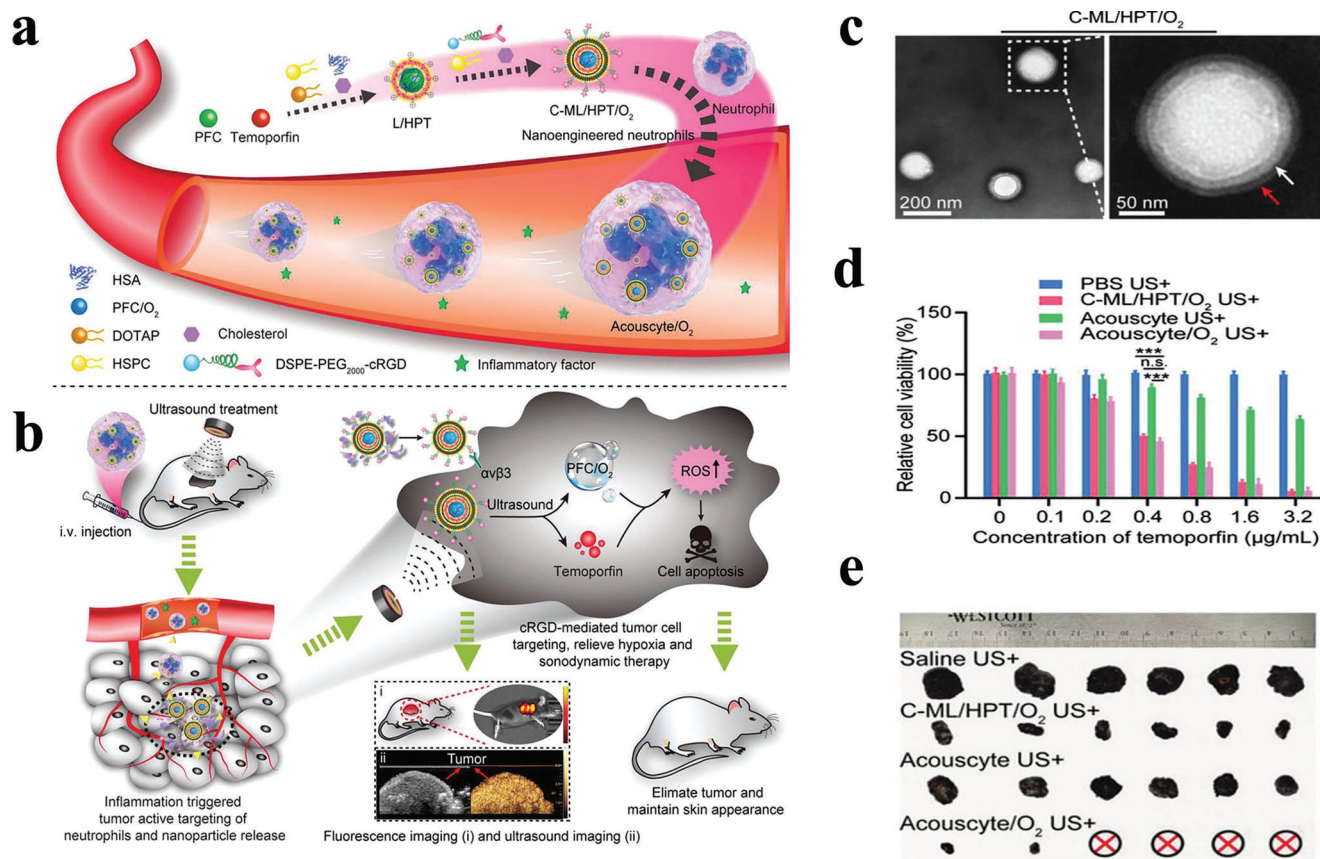 a
PFC
Temoporfin
L/HPT
C-ML/HPT/O2
Nanoengineered neutrophils
Neutrophil
HSA
PFC/O2
DOTAP
Cholesterol
HSPC
DSPE-PEG2000-cRGD
Inflammatory factor
Acouscyte/O2
b
Ultrasound treatment
i.v. injection
Inflammation triggered
tumor active targeting of
neutrophils and nanoparticle release
αvβ3
Ultrasound
PFC/O2
Temoporfin
ROS
Cell apoptosis
cRGD-mediated tumor cell
targeting, relieve hypoxia and
sonodynamic therapy
i
ii
Tumor
Fluorescence imaging (i) and ultrasound imaging (ii)
Elimate tumor and
maintain skin appearance
c
C-ML/HPT/O2
200 nm
50 nm
d
PBS US+
C-ML/HPT/O2 US+
Acouscyte US+
Acouscyte/O2 US+
Relative cell viability (%)
150
100
50
0
***
n.s.
***
0 0.1 0.2 0.4 0.8 1.6 3.2
Concentration of temoporfin (μg/mL)
e
WESTCOTT
Saline US+
C-ML/HPT/O2 US+
Acouscyte US+
Acouscyte/O2 US+